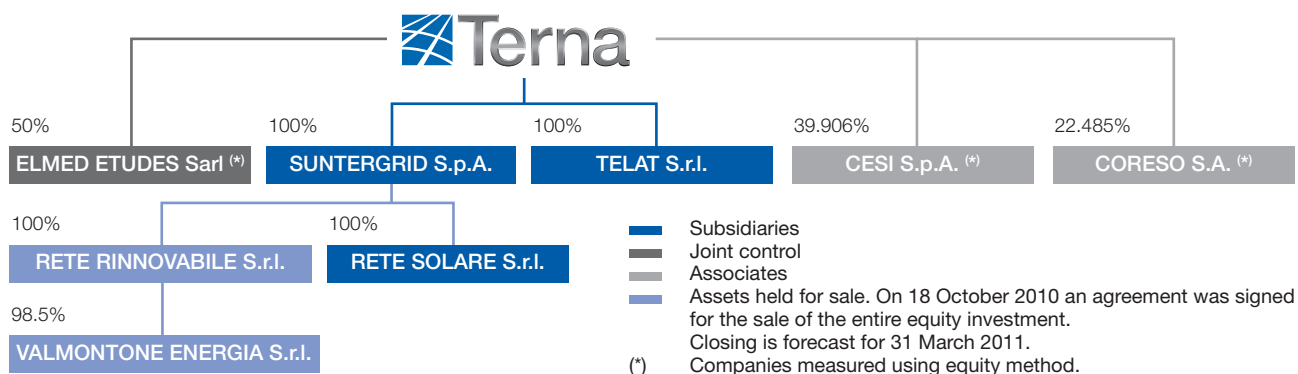 Terna
50%
100%
100%
39.906%
22.485%
ELMED ETUDES Sarl (*)
SUNTERGRID S.p.A.
TELAT S.r.l.
CESI S.p.A. (*)
CORESO S.A. (*)
100%
100%
RETE RINNOVABILE S.r.l.
RETE SOLARE S.r.l.
98.5%
VALMONTONE ENERGIA S.r.l.
Subsidiaries
Joint control
Associates
Assets held for sale. On 18 October 2010 an agreement was signed
for the sale of the entire equity investment.
Closing is forecast for 31 March 2011.
(*) Companies measured using equity method.